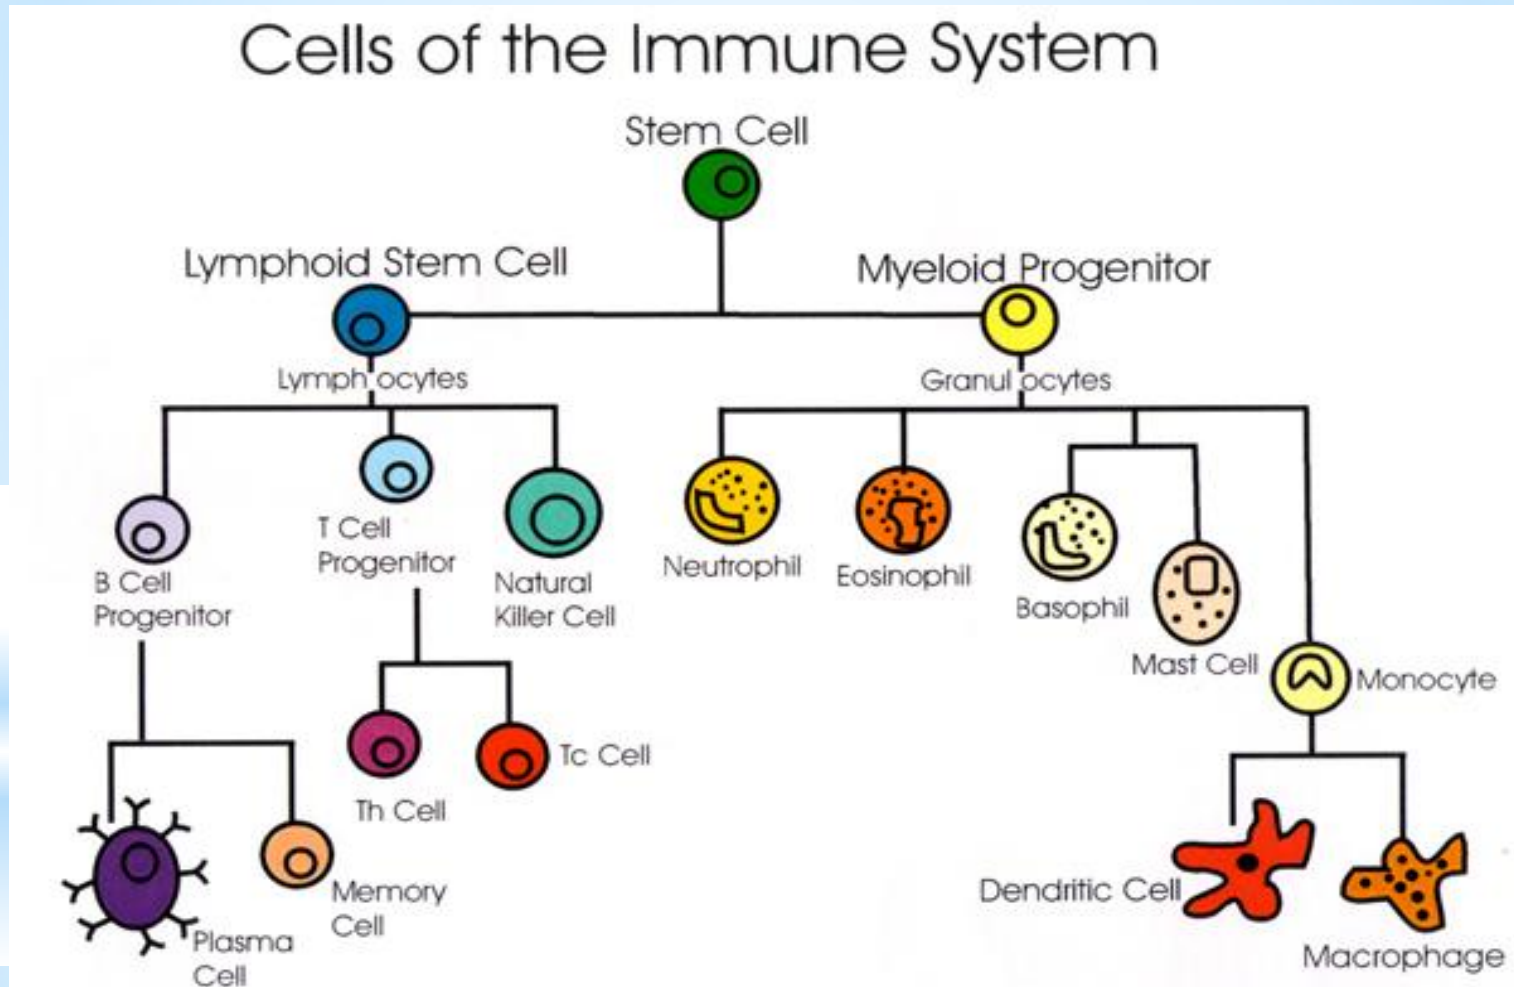 Cells of the Immune System
Stem Cell
Lymphoid Stem Cell
Myeloid Progenitor
Lymphocytes
Granulocytes
B Cell
Progenitor
T Cell
Progenitor
Natural
Killer Cell
Neutrophil
Eosinophil
Basophil
Mast Cell
Monocyte
Th Cell
Tc Cell
Plasma
Cell
Memory
Cell
Dendritic Cell
Macrophage